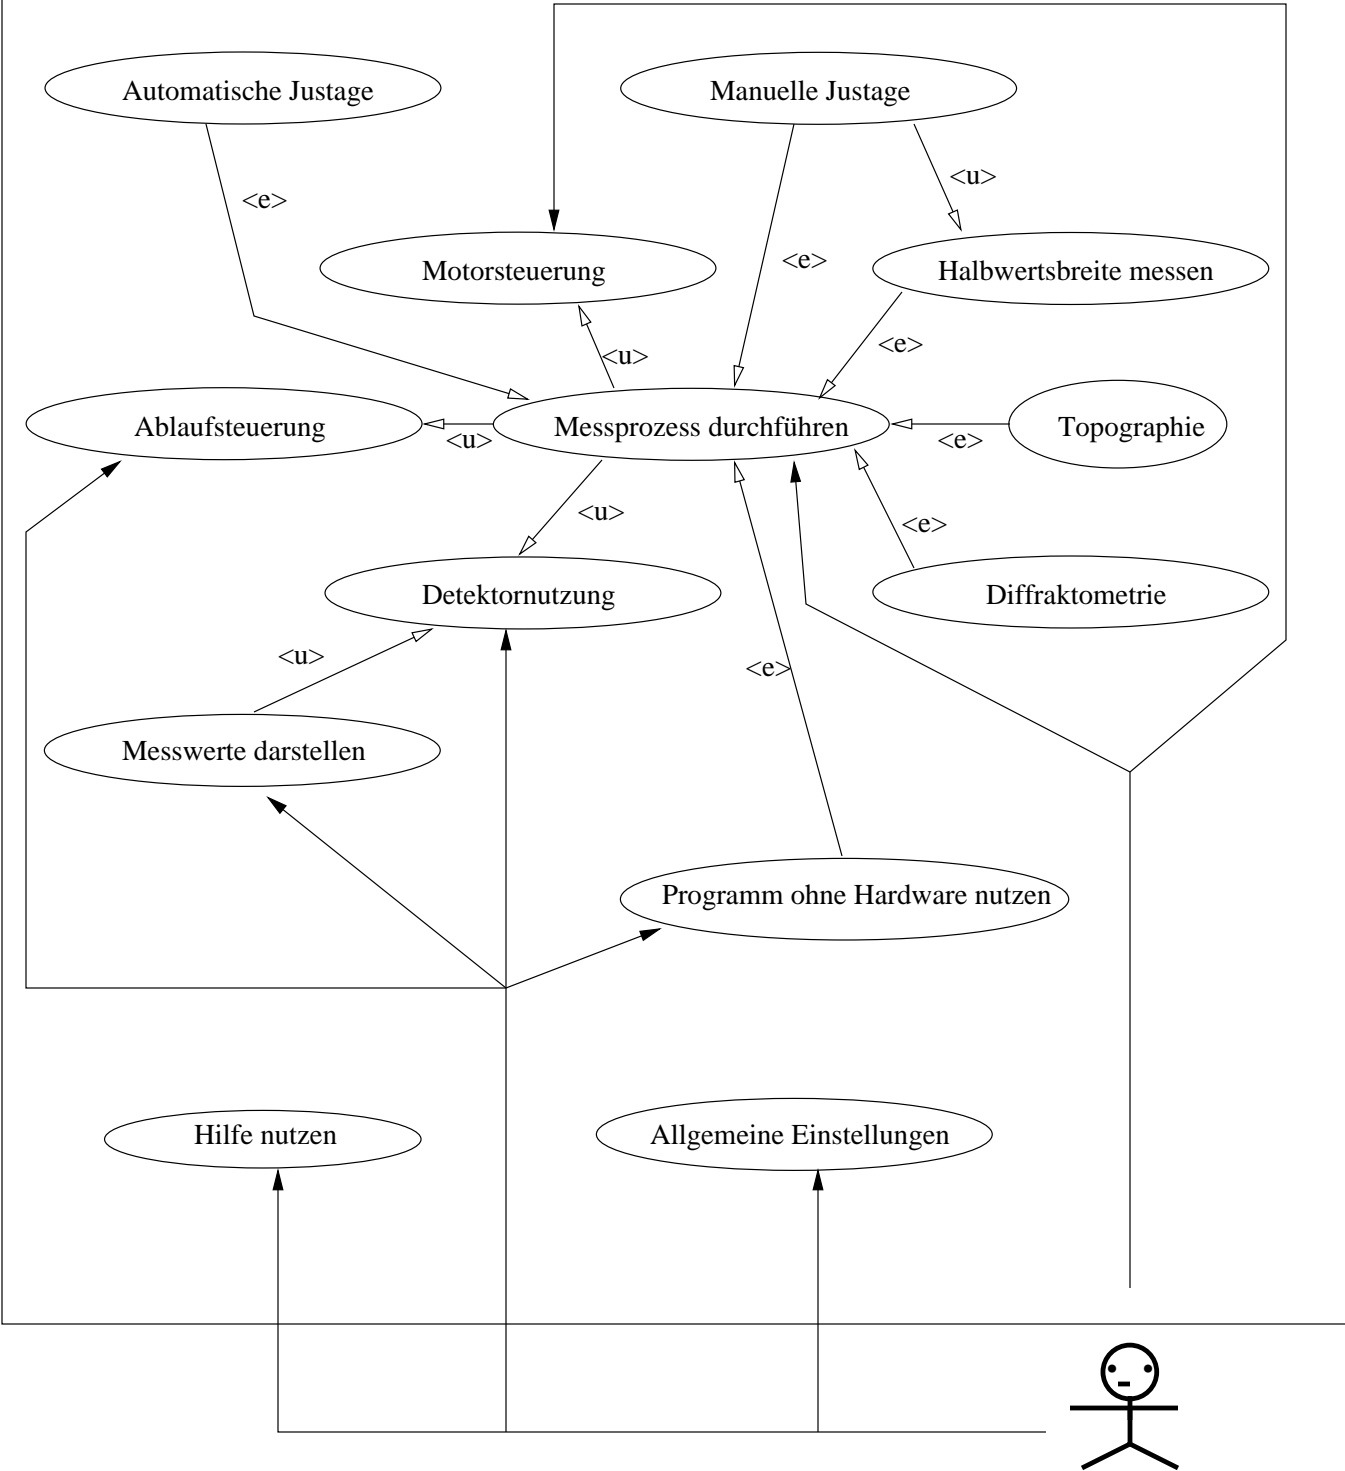 Automatische Justage
Manuelle Justage
<u>
<e>
<e>
Motorsteuerung
Halbwertsbreite messen
<e>
<u>
Ablaufsteuerung
<u>
Messprozess durchführen
<e>
Topographie
<u>
<e>
Detektornutzung
Diffraktometrie
<u>
<e>
Messwerte darstellen
Programm ohne Hardware nutzen
Hilfe nutzen
Allgemeine Einstellungen